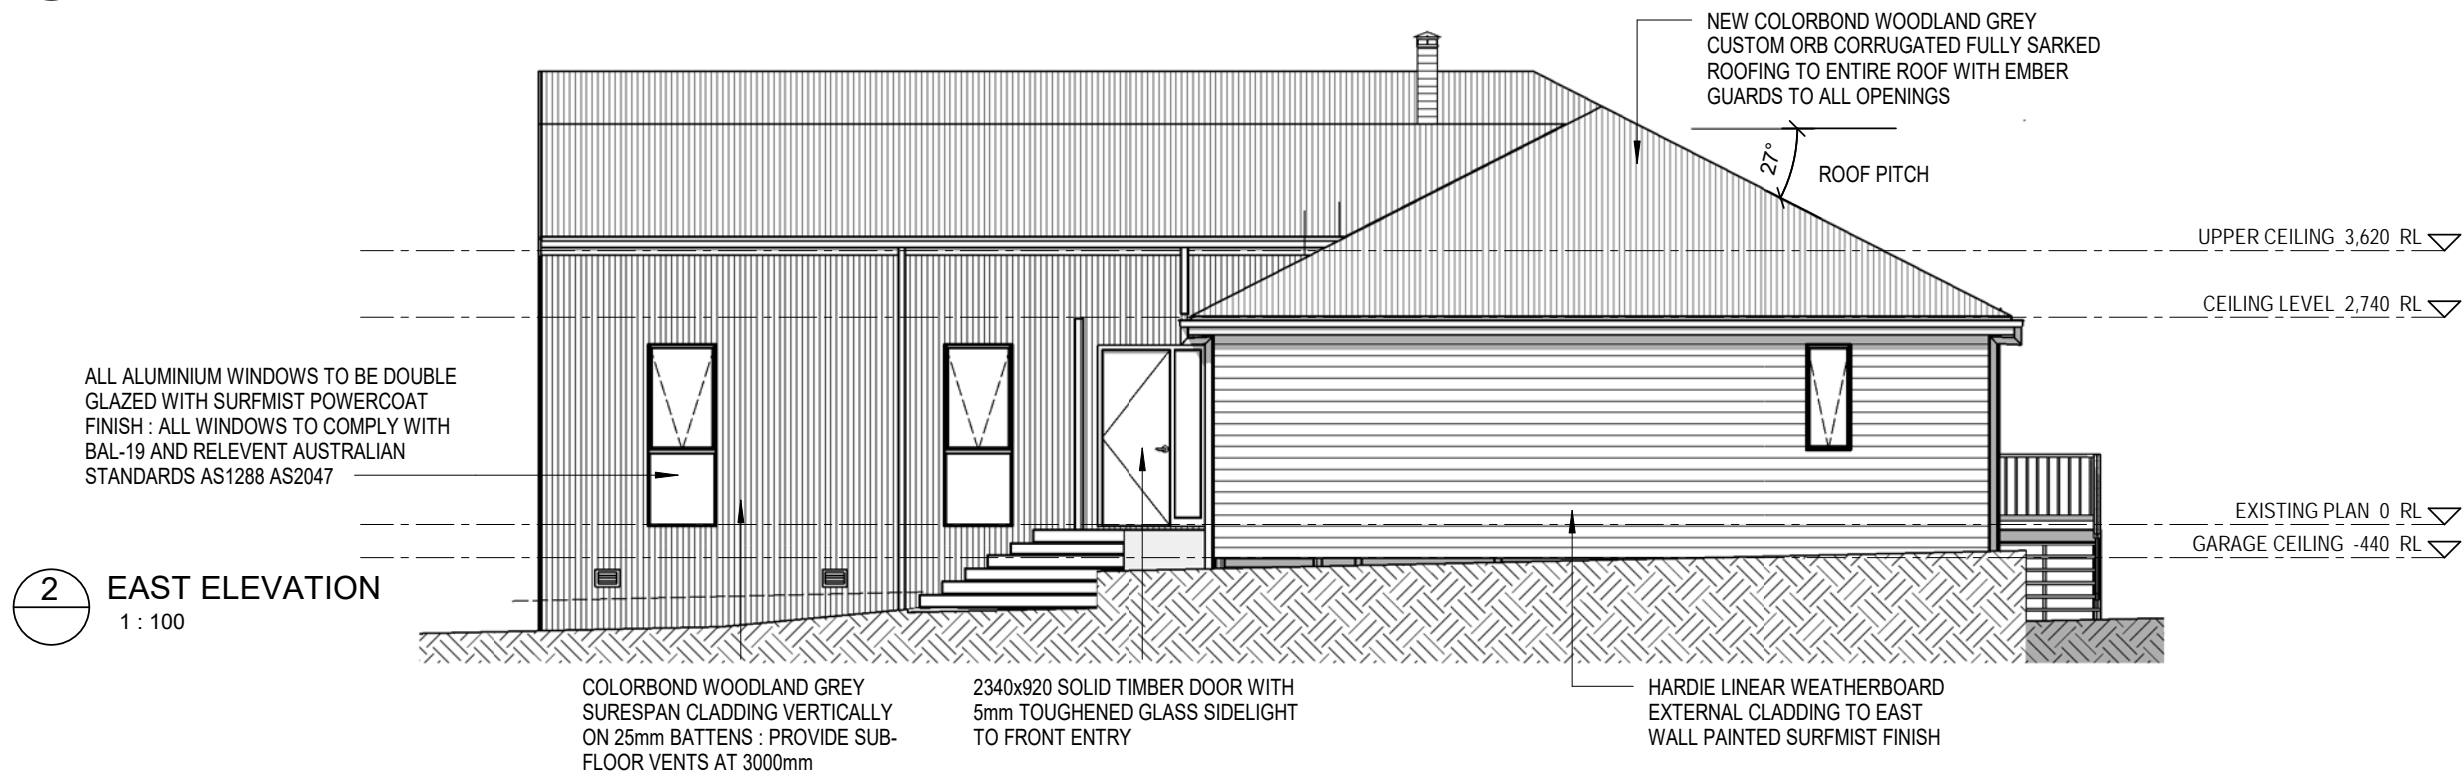 NEW COLORBOND WOODLAND GREY
CUSTOM ORB CORRUGATED FULLY SARKED
ROOFING TO ENTIRE ROOF WITH EMBER
GUARDS TO ALL OPENINGS
27°
ROOF PITCH
UPPER CEILING 3,620 RL
CEILING LEVEL 2,740 RL
ALL ALUMINIUM WINDOWS TO BE DOUBLE
GLAZED WITH SURFMIST POWERCOAT
FINISH : ALL WINDOWS TO COMPLY WITH
BAL-19 AND RELEVENT AUSTRALIAN
STANDARDS AS1288 AS2047
EXISTING PLAN 0 RL
GARAGE CEILING -440 RL
2 EAST ELEVATION
1 : 100
COLORBOND WOODLAND GREY
SURESPAN CLADDING VERTICALLY
ON 25mm BATTENS : PROVIDE SUB-
FLOOR VENTS AT 3000mm
2340x920 SOLID TIMBER DOOR WITH
5mm TOUGHENED GLASS SIDELIGHT
TO FRONT ENTRY
HARDIE LINEAR WEATHERBOARD
EXTERNAL CLADDING TO EAST
WALL PAINTED SURFMIST FINISH